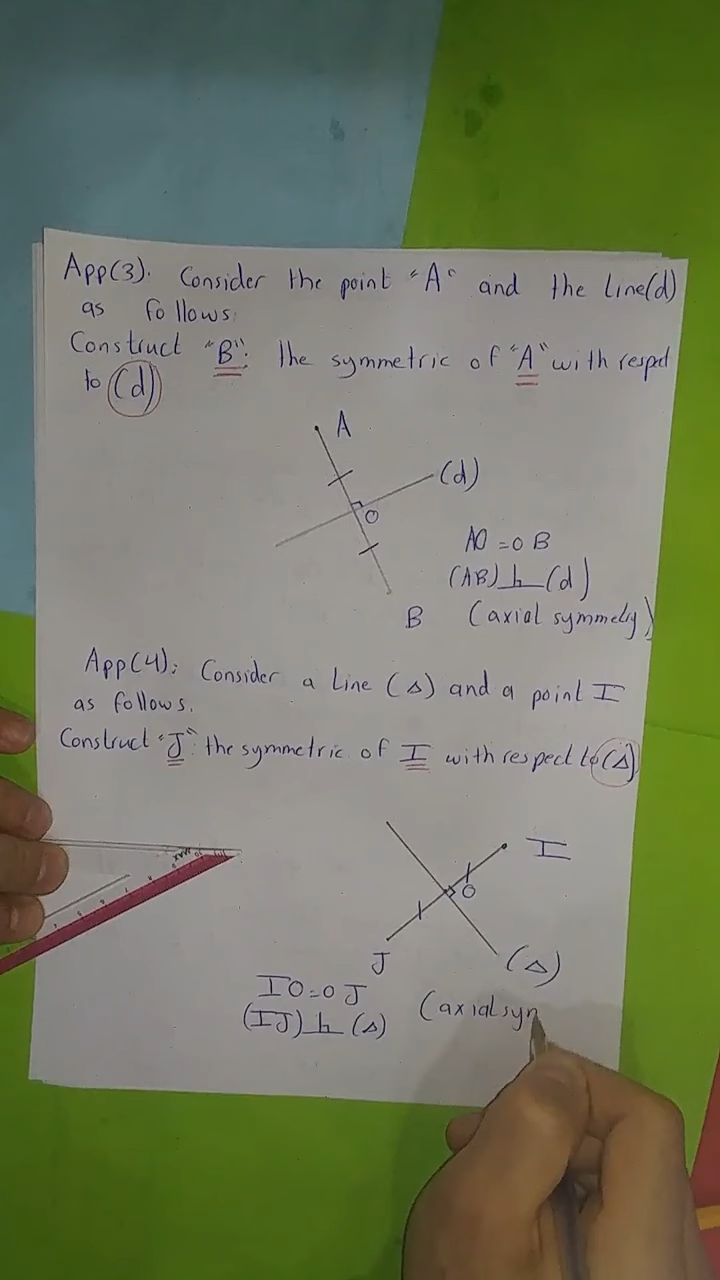 App(3). Consider the point "A" and the Line(d)
as follows.
Construct "B": the symmetric of "A" with respect
to (d)
A
(d)
O
AO = OB
(AB) ⊥ (d)
B (axial symmetry)
App(4): Consider a Line (Δ) and a point I
as follows.
Construct "J": the symmetric of I with respect to (Δ)
I
O
J
(Δ)
IO = OJ
(IJ) ⊥ (Δ)
(axial sym